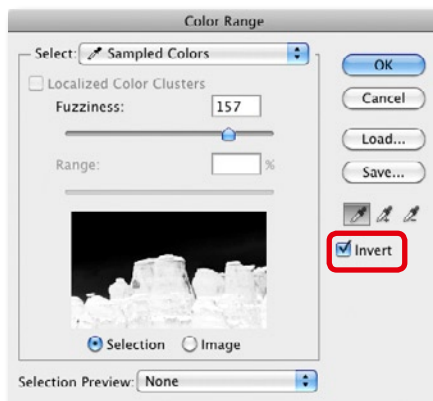 Color Range
Select: Sampled Colors
OK
Localized Color Clusters
Cancel
Fuzziness: 157
Load...
Range: %
Save...
Invert
Selection Image
Selection Preview: None